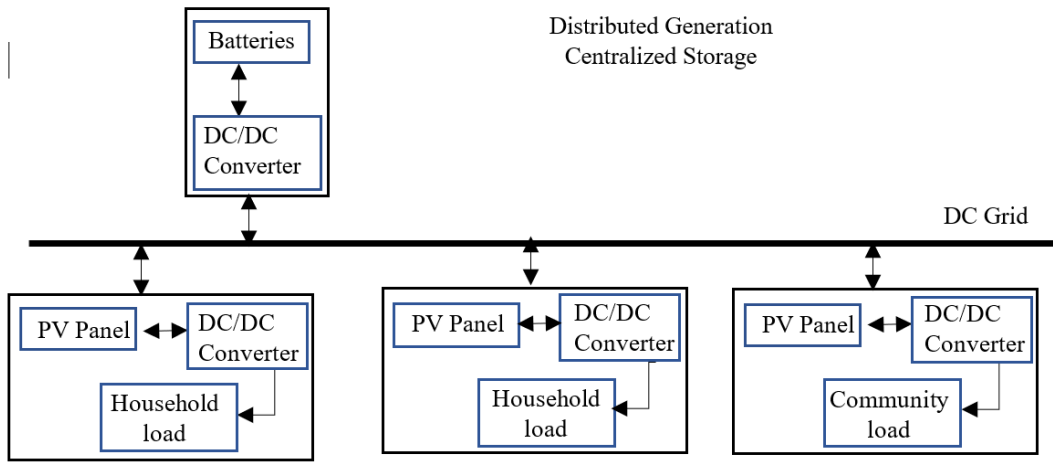 Distributed Generation
Centralized Storage
Batteries
DC/DC
Converter
DC Grid
PV Panel
DC/DC
Converter
Household
load
PV Panel
DC/DC
Converter
Household
load
PV Panel
DC/DC
Converter
Community
load